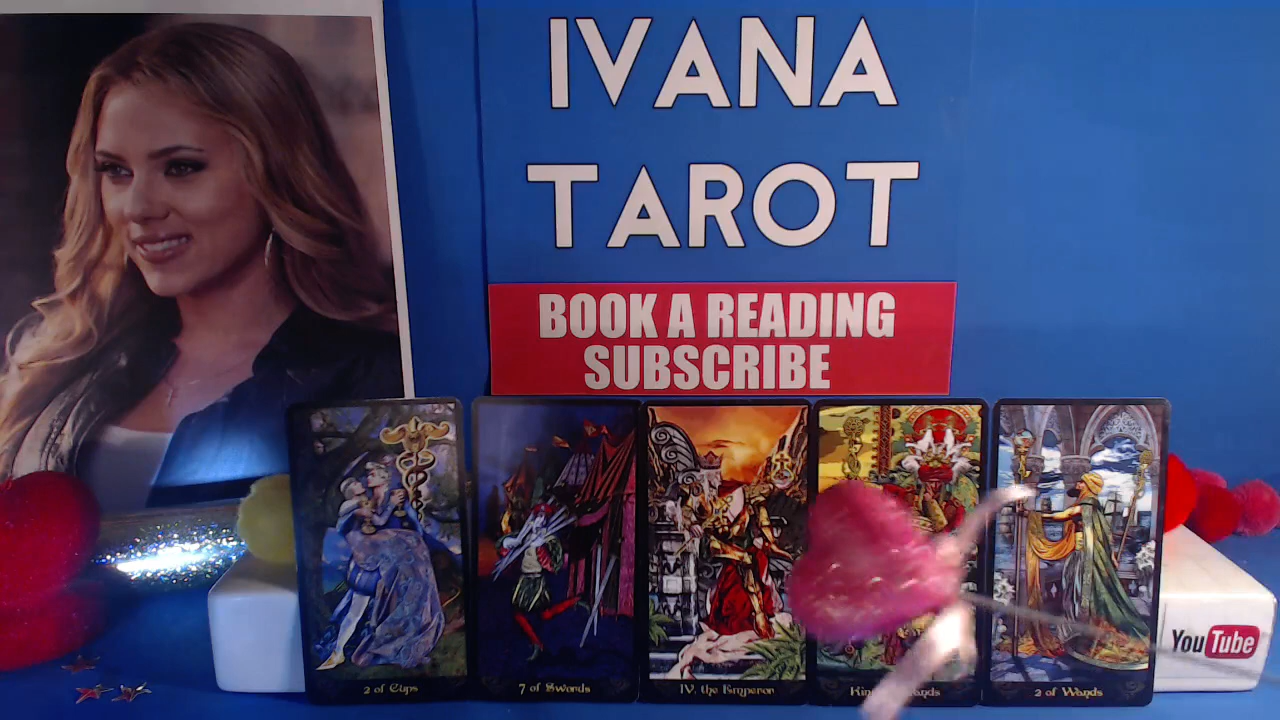 IVANA
TAROT
BOOK A READING
SUBSCRIBE
2 of Cups
7 of Swords
IV. the Emperor
2 of Wands
YouTube